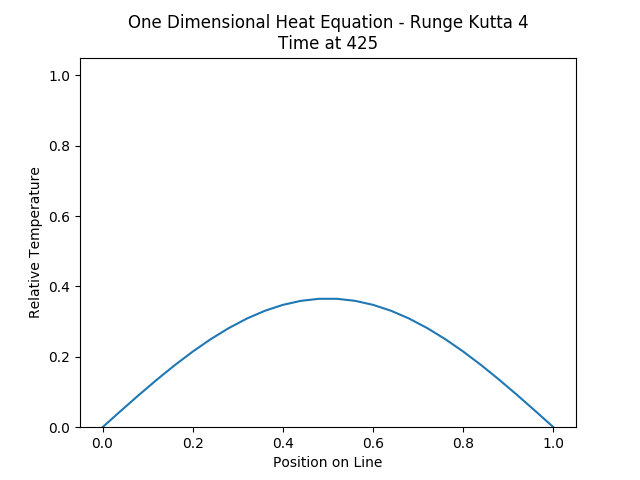 One Dimensional Heat Equation - Runge Kutta 4
Time at 425
1.0
0.8
0.6
0.4
0.2
0.0
Relative Temperature
0.0 0.2 0.4 0.6 0.8 1.0
Position on Line